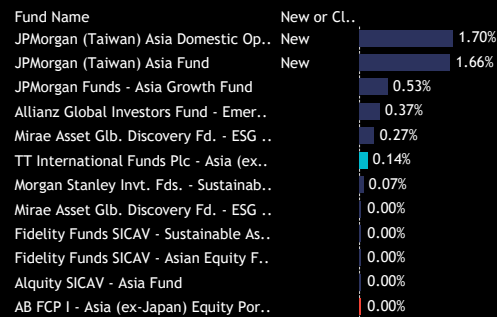 Fund Name New or Cl..
JPMorgan (Taiwan) Asia Domestic Op.. New 1.70%
JPMorgan (Taiwan) Asia Fund New 1.66%
JPMorgan Funds - Asia Growth Fund 0.53%
Allianz Global Investors Fund - Emer.. 0.37%
Mirae Asset Glb. Discovery Fd. - ESG .. 0.27%
TT International Funds Plc - Asia (ex.. 0.14%
Morgan Stanley Invt. Fds. - Sustainab.. 0.07%
Mirae Asset Glb. Discovery Fd. - ESG .. 0.00%
Fidelity Funds SICAV - Sustainable As.. 0.00%
Fidelity Funds SICAV - Asian Equity F.. 0.00%
Alquity SICAV - Asia Fund 0.00%
AB FCP I - Asia (ex-Japan) Equity Por.. 0.00%